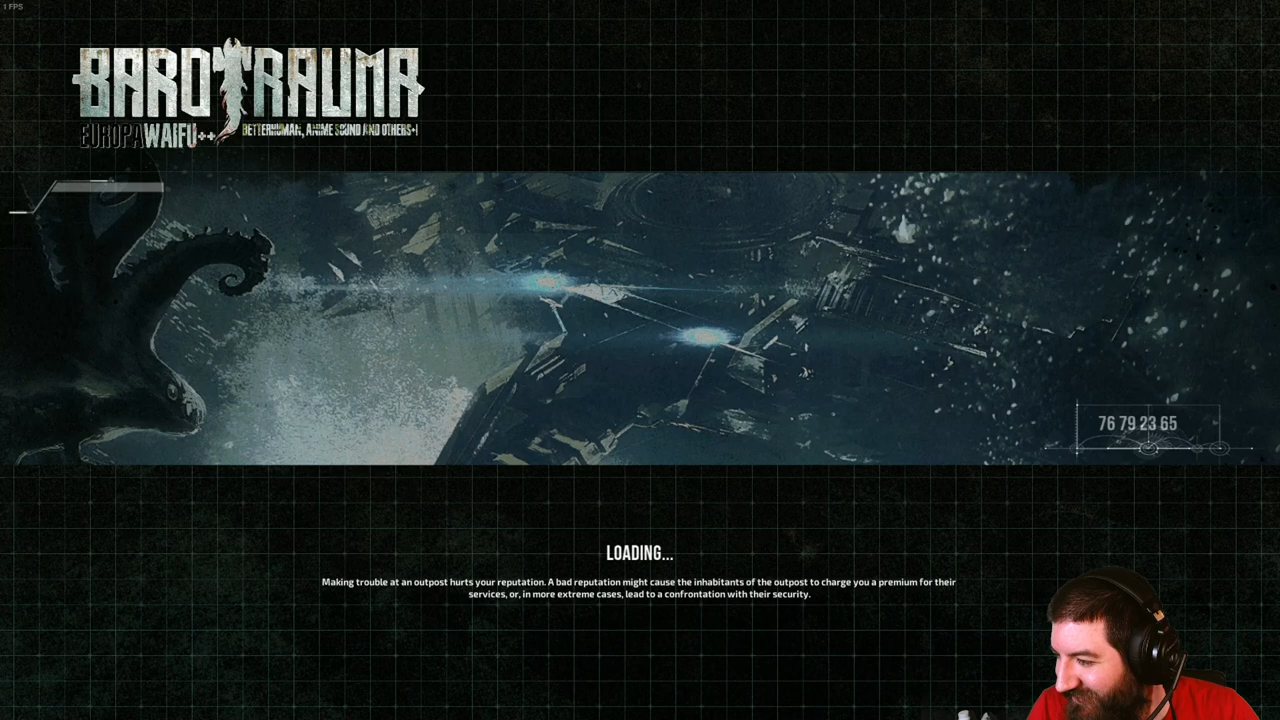 1 FPS
BAROTRAUMA
EUROPAWAIFU++ BETTERHUMAN, ANIME SOUND AND OTHERS+!
76 79 23 65
LOADING...
Making trouble at an outpost hurts your reputation. A bad reputation might cause the inhabitants of the outpost to charge you a premium for their
services, or, in more extreme cases, lead to a confrontation with their security.